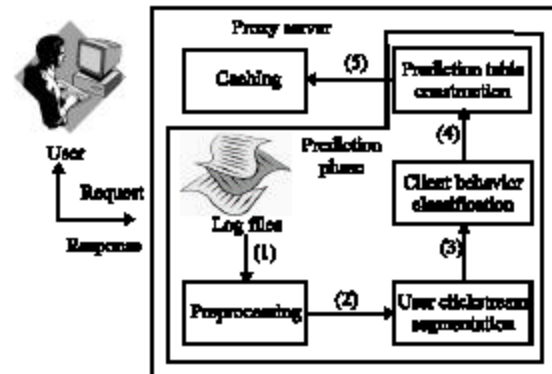 Proxy server
Caching
(5)
Prediction table
construction
Prediction
phase
(4)
User
Request
Response
Log files
Client behavior
classification
(1)
(3)
Preprocessing
(2)
User clickstream
segmentation